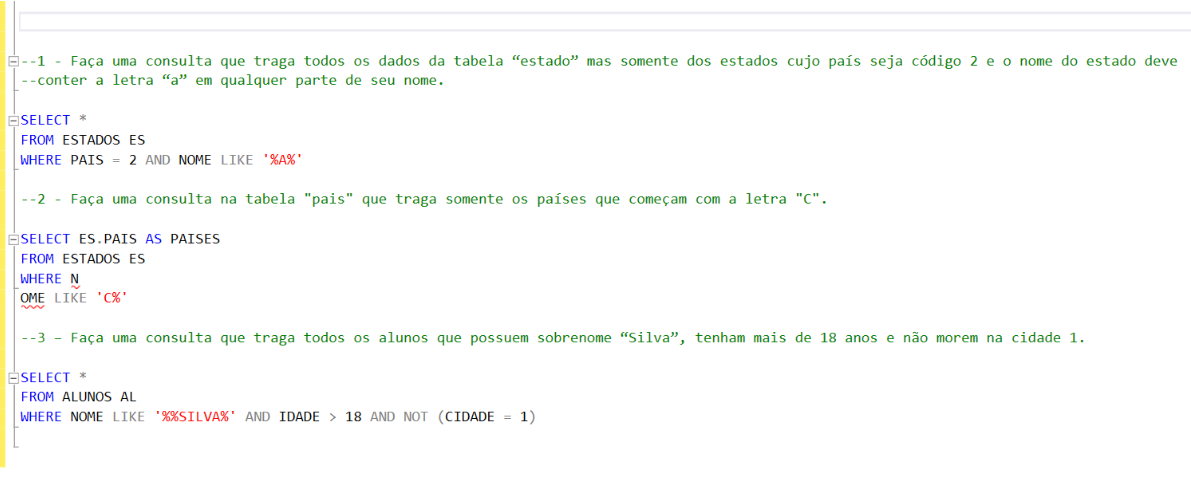 --1 - Faça uma consulta que traga todos os dados da tabela “estado” mas somente dos estados cujo país seja código 2 e o nome do estado deve
--conter a letra “a” em qualquer parte de seu nome.
SELECT *
FROM ESTADOS ES
WHERE PAIS = 2 AND NOME LIKE '%A%'
--2 - Faça uma consulta na tabela "pais" que traga somente os países que começam com a letra "C".
SELECT ES.PAIS AS PAISES
FROM ESTADOS ES
WHERE N
OME LIKE 'C%'
--3 – Faça uma consulta que traga todos os alunos que possuem sobrenome “Silva”, tenham mais de 18 anos e não morem na cidade 1.
SELECT *
FROM ALUNOS AL
WHERE NOME LIKE '%%SILVA%' AND IDADE > 18 AND NOT (CIDADE = 1)